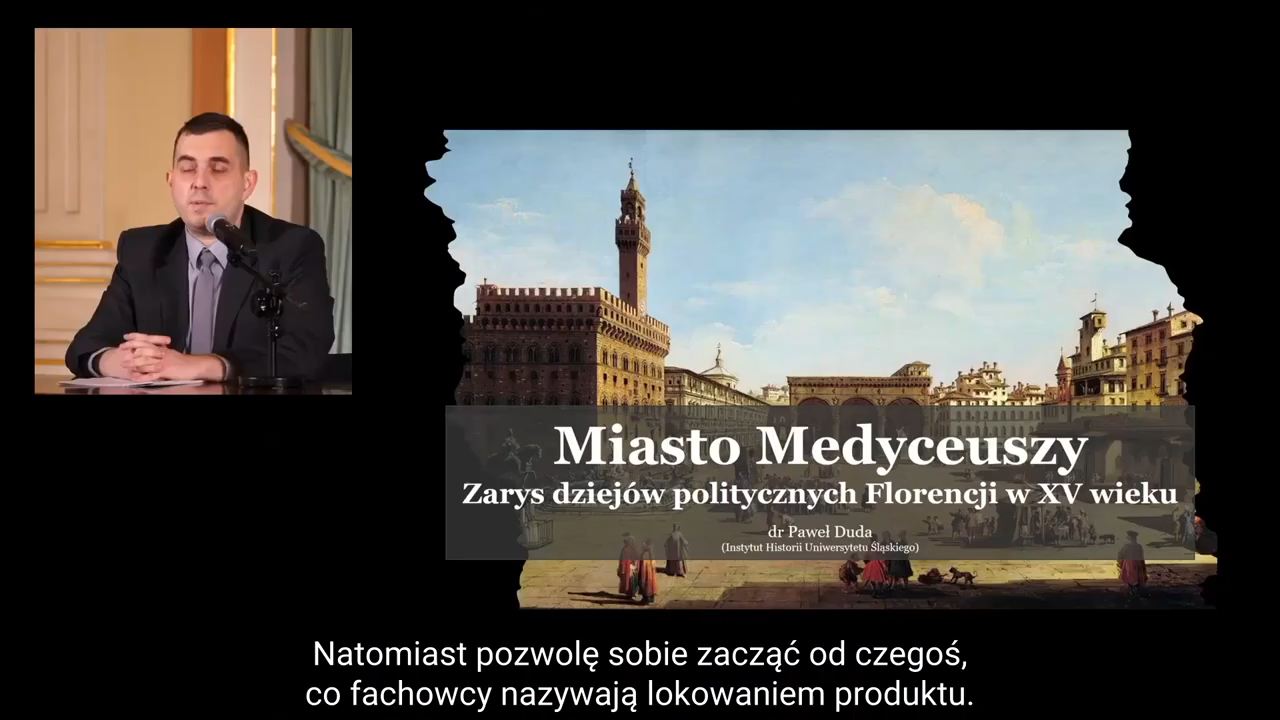 Miasto Medyceuszy
Zarys dziejów politycznych Florencji w XV wieku
dr Paweł Duda
(Instytut Historii Uniwersytetu Śląskiego)
Natomiast pozwolę sobie zacząć od czegoś,
co fachowcy nazywają lokowaniem produktu.